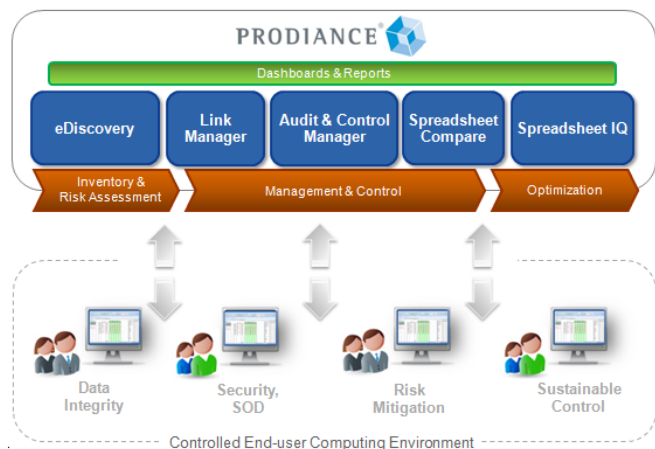 PRODIANCE®
Dashboards & Reports
eDiscovery
Link
Manager
Audit & Control
Manager
Spreadsheet
Compare
Spreadsheet IQ
Inventory &
Risk Assessment
Management & Control
Optimization
Data
Integrity
Security,
SOD
Risk
Mitigation
Sustainable
Control
Controlled End-user Computing Environment